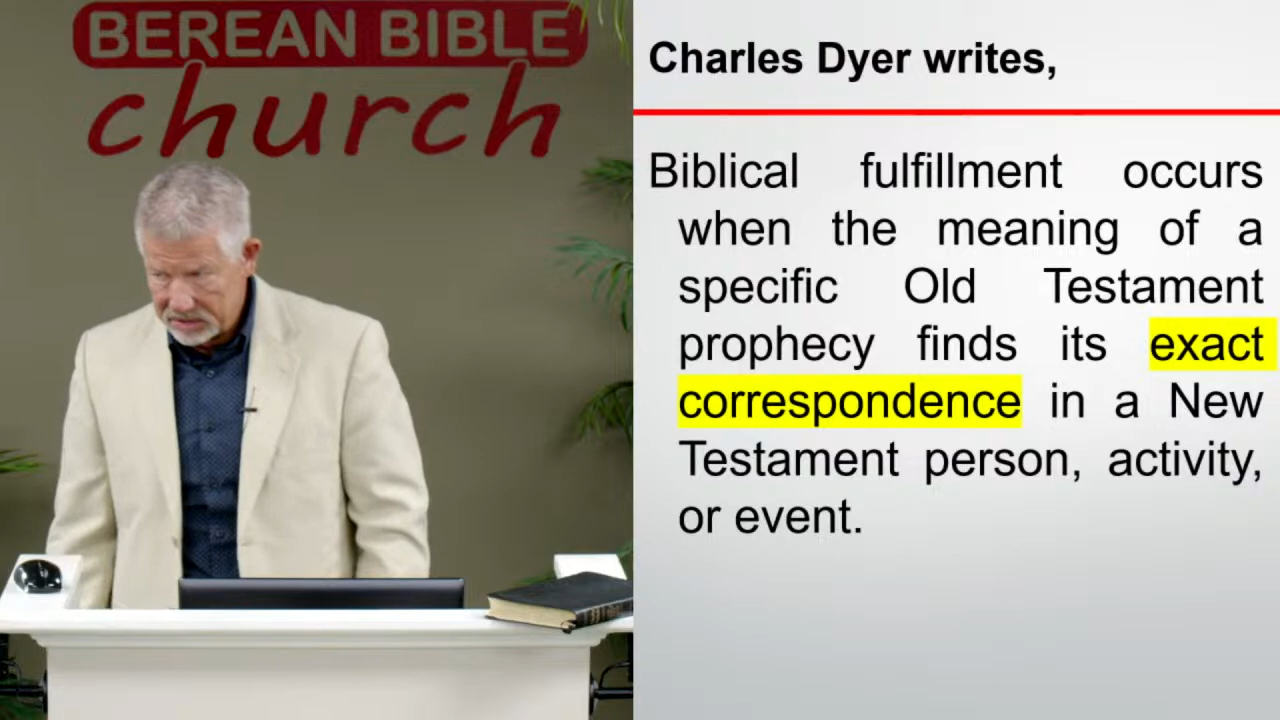 BEREAN BIBLE
church
Charles Dyer writes,
Biblical fulfillment occurs
when the meaning of a
specific Old Testament
prophecy finds its exact
correspondence in a New
Testament person, activity,
or event.